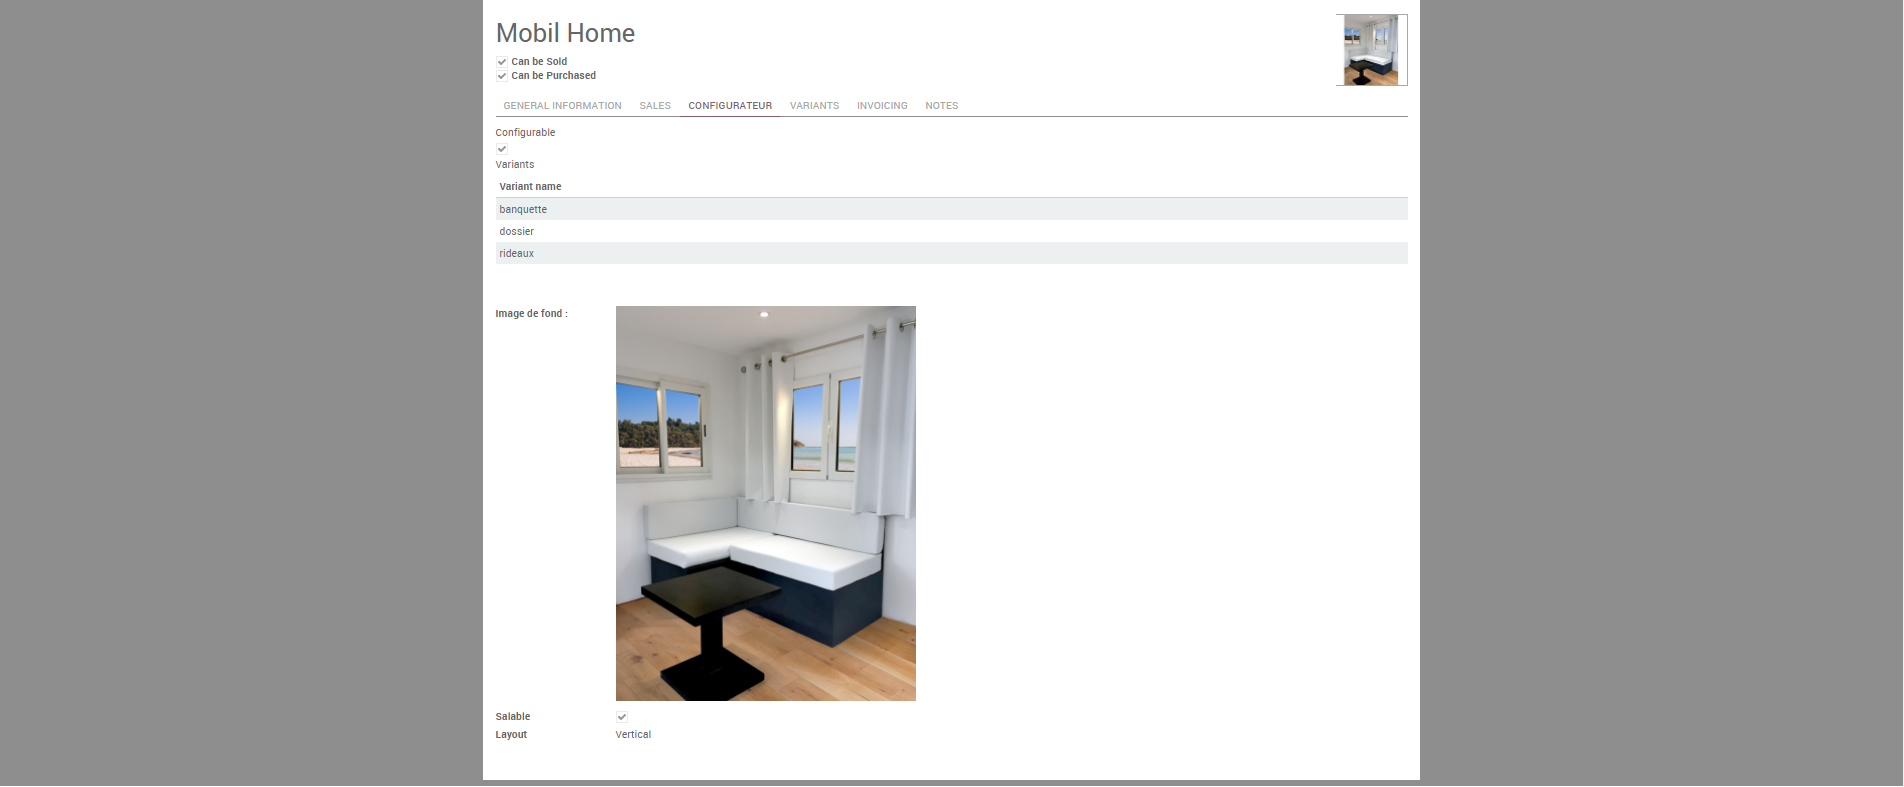 Mobil Home
Can be Sold
Can be Purchased
GENERAL INFORMATION SALES CONFIGURATEUR VARIANTS INVOICING NOTES
Configurable
Variants
Variant name
banquette
dossier
rideaux
Image de fond :
Salable
Layout Vertical